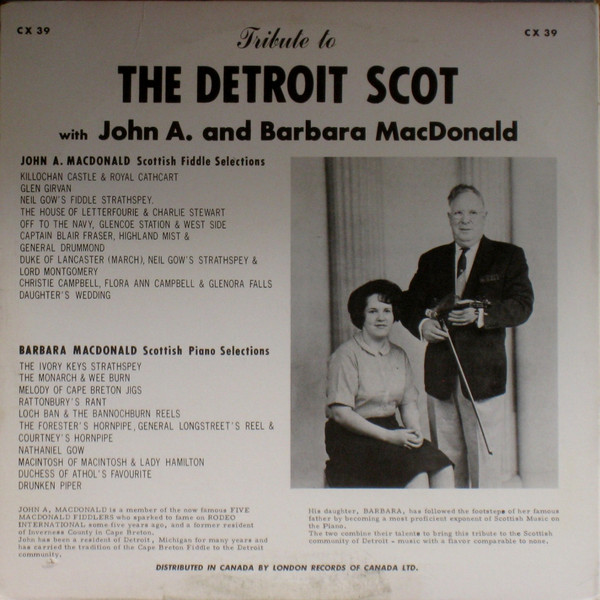 CX 39
Tribute to
CX 39
THE DETROIT SCOT
with John A. and Barbara MacDonald
JOHN A. MACDONALD Scottish Fiddle Selections
KILLOCHAN CASTLE & ROYAL CATHCART
GLEN GIRVAN
NEIL GOW'S FIDDLE STRATHSPEY.
THE HOUSE OF LETTERFOURIE & CHARLIE STEWART
OFF TO THE NAVY, GLENCOE STATION & WEST SIDE
CAPTAIN BLAIR FRASER, HIGHLAND MIST &
GENERAL DRUMMOND
DUKE OF LANCASTER (MARCH), NEIL GOW'S STRATHSPEY &
LORD MONTGOMERY
CHRISTIE CAMPBELL, FLORA ANN CAMPBELL & GLENORA FALLS
DAUGHTER'S WEDDING
BARBARA MACDONALD Scottish Piano Selections
THE IVORY KEYS STRATHSPEY
THE MONARCH & WEE BURN
MELODY OF CAPE BRETON JIGS
RATTONBURY'S RANT
LOCH BAN & THE BANNOCHBURN REELS
THE FORESTER'S HORNPIPE, GENERAL LONGSTREET'S REEL &
COURTNEY'S HORNPIPE
NATHANIEL GOW
MACINTOSH OF MACINTOSH & LADY HAMILTON
DUCHESS OF ATHOL'S FAVOURITE
DRUNKEN PIPER
JOHN A. MACDONALD is a member of the now famous FIVE
MACDONALD FIDDLERS who sparked to fame on RODEO
INTERNATIONAL some five years ago, and a former resident
of Inverness County in Cape Breton.
John has been a resident of Detroit, Michigan for many years and
has carried the tradition of the Cape Breton Fiddle to the Detroit
community.
His daughter, BARBARA, has followed the footsteps of her famous
father by becoming a most proficient exponent of Scottish Music on
the Piano.
The two combine their talents to bring this tribute to the Scottish
community of Detroit - music with a flavor comparable to none.
DISTRIBUTED IN CANADA BY LONDON RECORDS OF CANADA LTD.